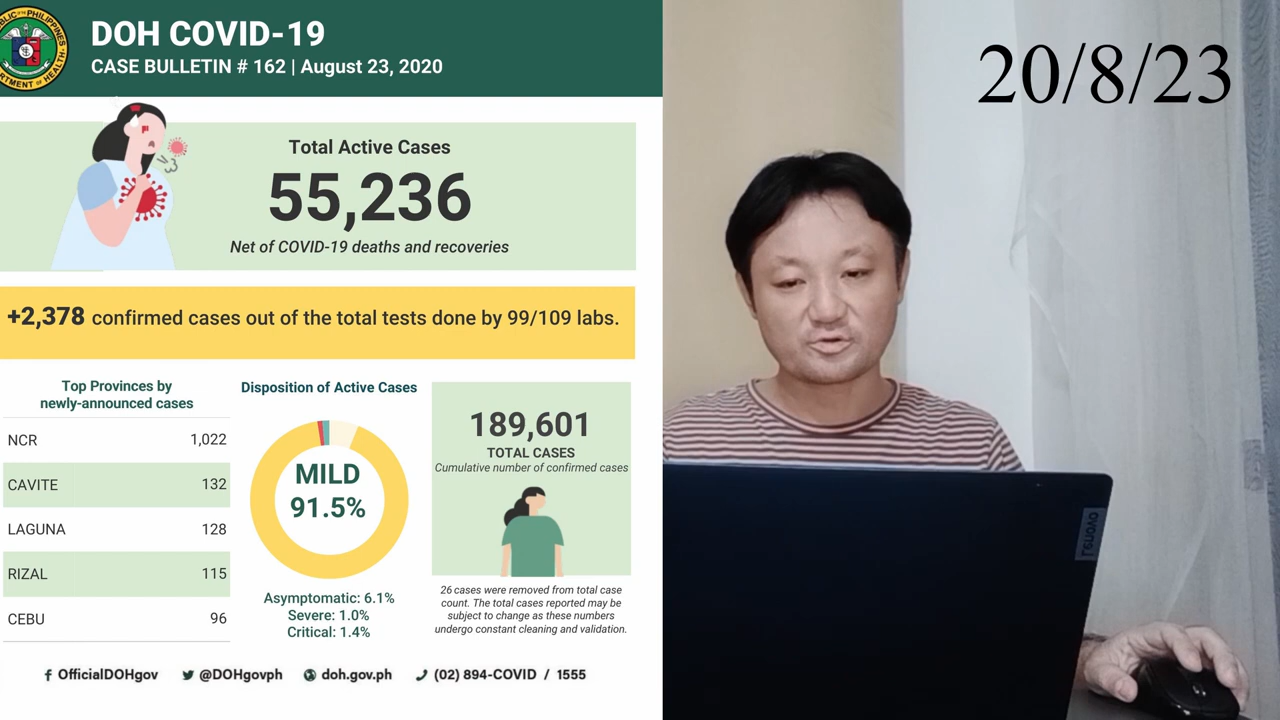 DOH COVID-19
CASE BULLETIN # 162 | August 23, 2020
Total Active Cases
55,236
Net of COVID-19 deaths and recoveries
+2,378 confirmed cases out of the total tests done by 99/109 labs.
Top Provinces by
newly-announced cases
NCR 1,022
CAVITE 132
LAGUNA 128
RIZAL 115
CEBU 96
Disposition of Active Cases
MILD
91.5%
Asymptomatic: 6.1%
Severe: 1.0%
Critical: 1.4%
189,601
TOTAL CASES
Cumulative number of confirmed cases
26 cases were removed from total case
count. The total cases reported may be
subject to change as these numbers
undergo constant cleaning and validation.
OfficialDOHgov @DOHgovph doh.gov.ph (02) 894-COVID / 1555
20/8/23
Lenovo